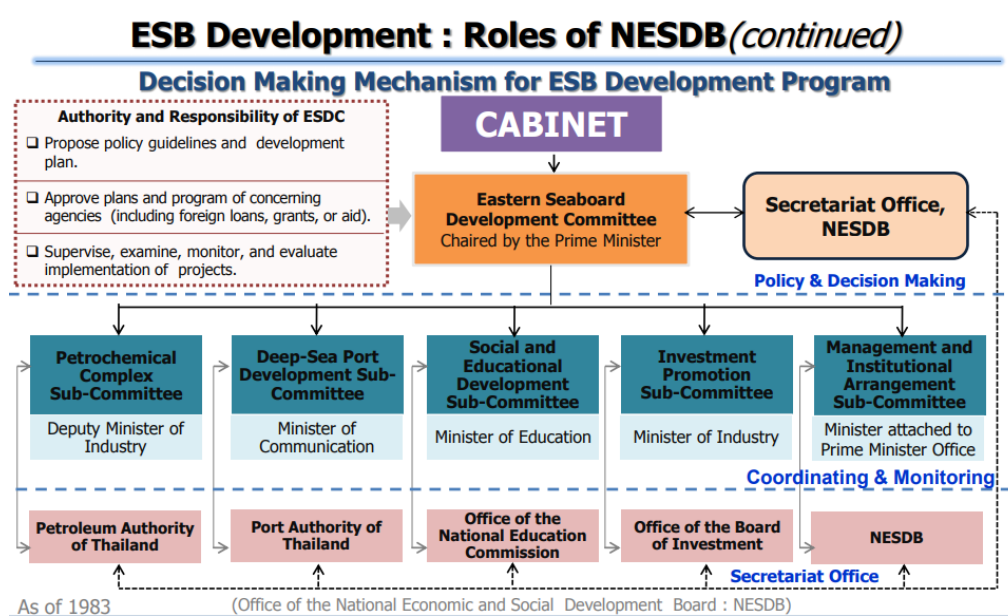 ESB Development : Roles of NESDB(continued)
Decision Making Mechanism for ESB Development Program
Authority and Responsibility of ESDC
❑ Propose policy guidelines and development
plan.
❑ Approve plans and program of concerning
agencies (including foreign loans, grants, or aid).
❑ Supervise, examine, monitor, and evaluate
implementation of projects.
CABINET
Eastern Seaboard
Development Committee
Chaired by the Prime Minister
Secretariat Office,
NESDB
Policy & Decision Making
Petrochemical
Complex
Sub-Committee
Deputy Minister of
Industry
Deep-Sea Port
Development Sub-
Committee
Minister of
Communication
Social and
Educational
Development
Sub-Committee
Minister of Education
Investment
Promotion
Sub-Committee
Minister of Industry
Management and
Institutional
Arrangement
Sub-Committee
Minister attached to
Prime Minister Office
Coordinating & Monitoring
Petroleum Authority
of Thailand
Port Authority of
Thailand
Office of the
National Education
Commission
Office of the Board
of Investment
NESDB
Secretariat Office
As of 1983
(Office of the National Economic and Social Development Board : NESDB)